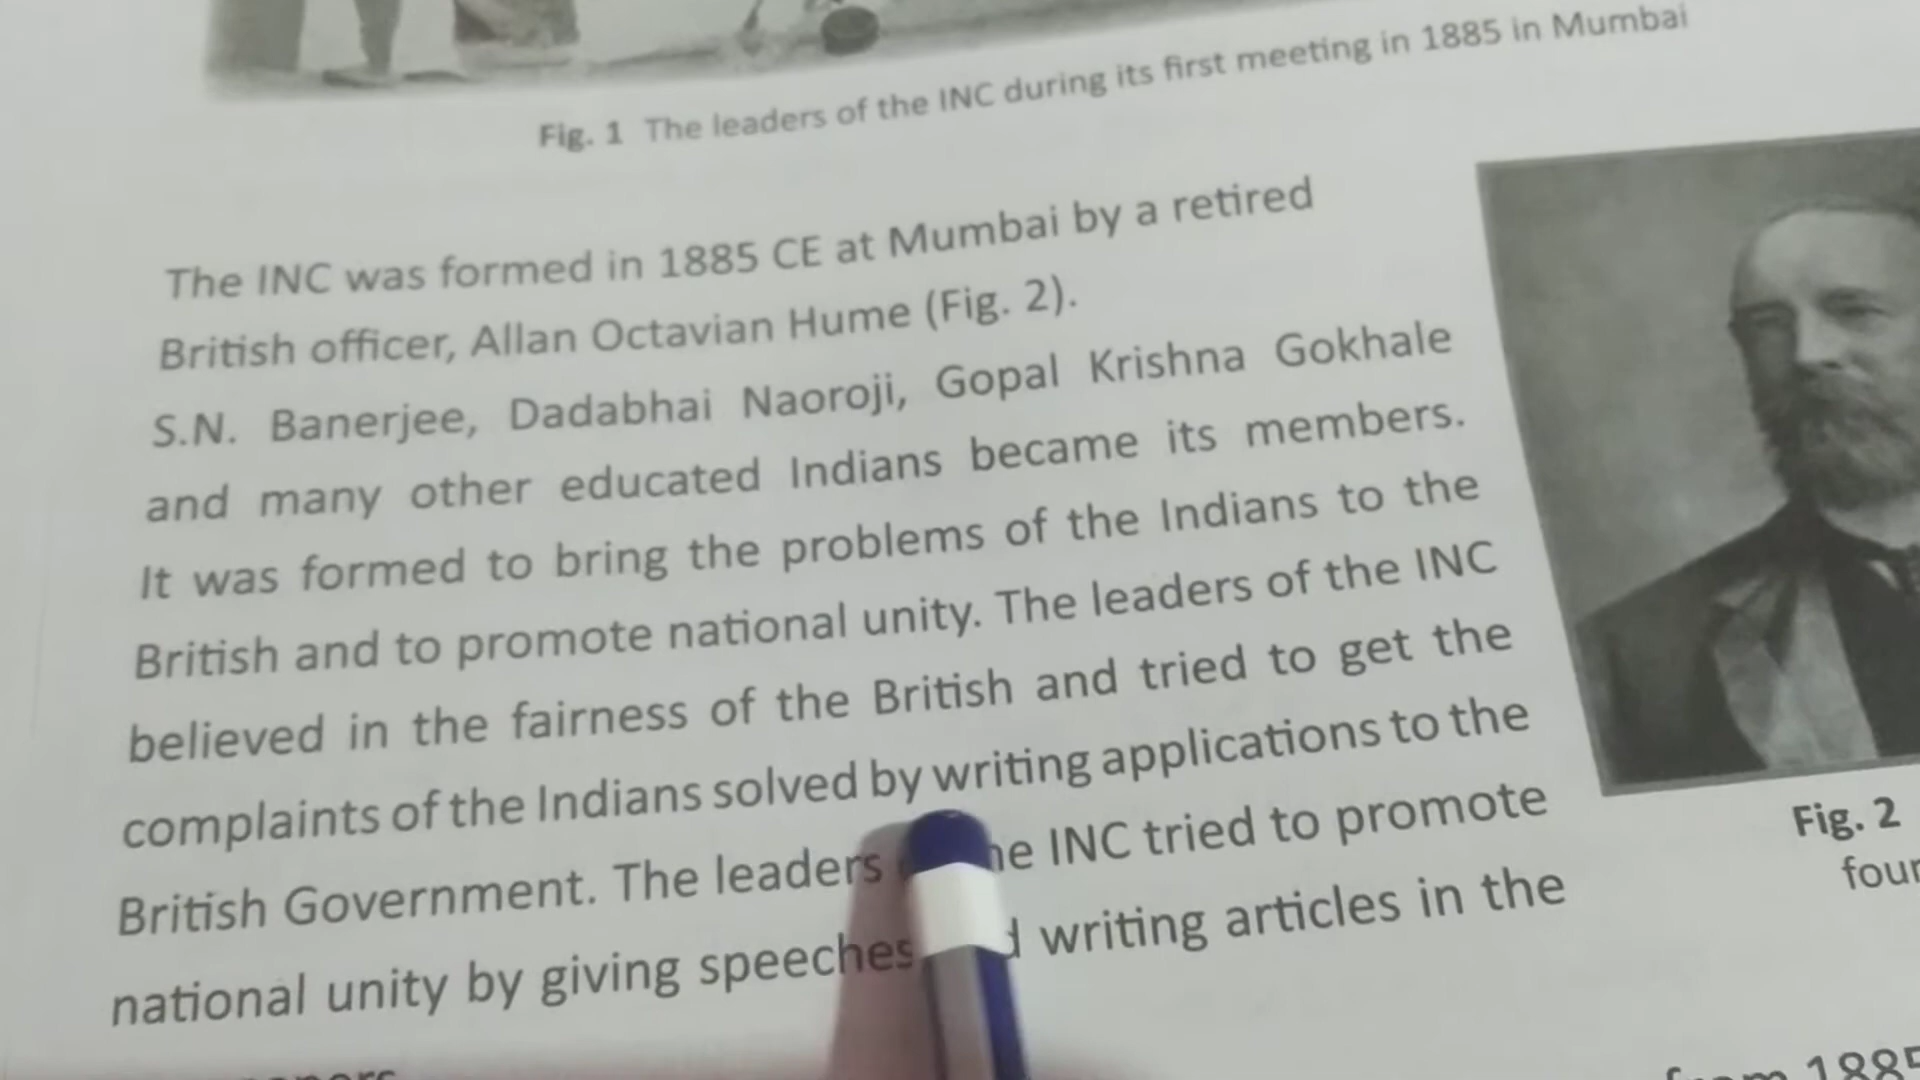 Fig. 1 The leaders of the INC during its first meeting in 1885 in Mumbai
The INC was formed in 1885 CE at Mumbai by a retired
British officer, Allan Octavian Hume (Fig. 2).
S.N. Banerjee, Dadabhai Naoroji, Gopal Krishna Gokhale
and many other educated Indians became its members.
It was formed to bring the problems of the Indians to the
British and to promote national unity. The leaders of the INC
believed in the fairness of the British and tried to get the
complaints of the Indians solved by writing applications to the
British Government. The leaders INC tried to promote
national unity by giving speeches writing articles in the
Fig. 2
1885